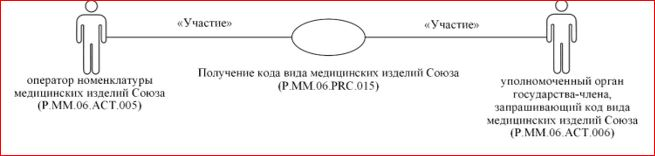 «Участие»
«Участие»
оператор номенклатуры
медицинских изделий Союза
(P.MM.06.ACT.005)
Получение кода вида медицинских изделий Союза
(P.MM.06.PRC.015)
уполномоченный орган
государства-члена,
запрашивающий код вида
медицинских изделий Союза
(P.MM.06.ACT.006)